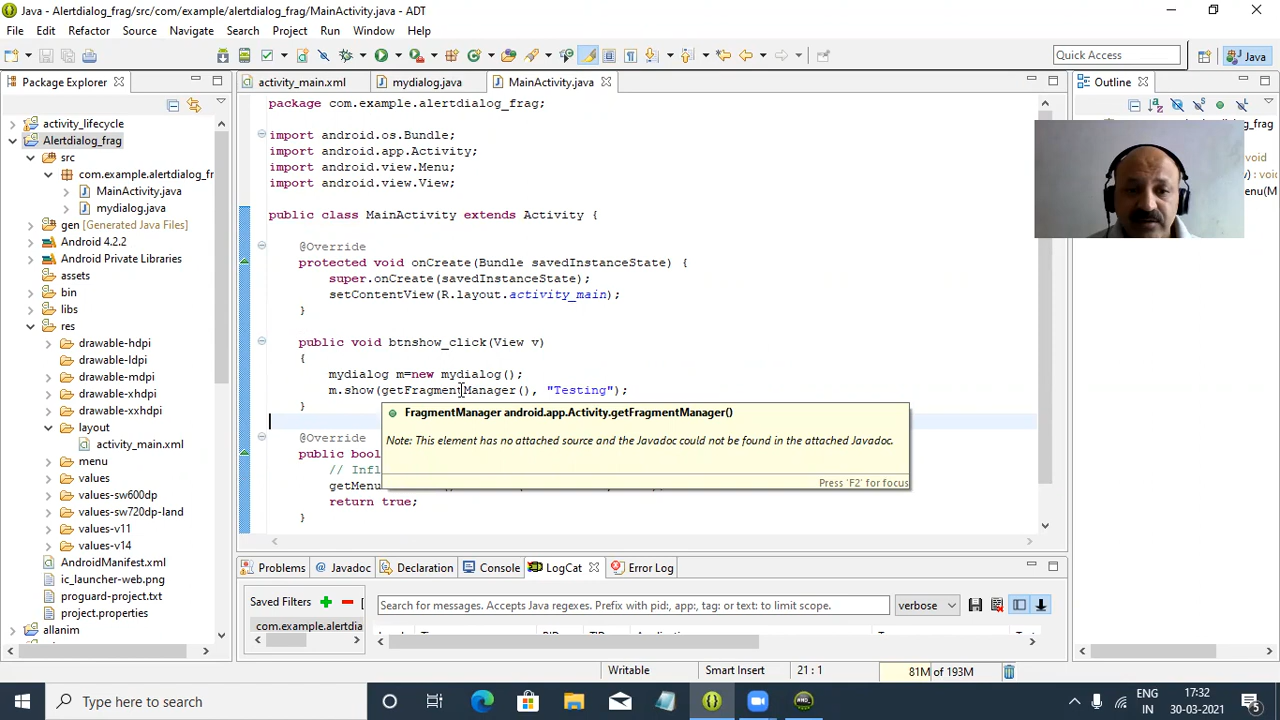 Java - Alertdialog_frag/src/com/example/alertdialog_frag/MainActivity.java - ADT
File Edit Refactor Source Navigate Search Project Run Window Help
Quick Access
Java
Package Explorer
activity_main.xml
mydialog.java
MainActivity.java
Outline
activity_lifecycle
Alertdialog_frag
src
com.example.alertdialog_fr
MainActivity.java
mydialog.java
gen [Generated Java Files]
Android 4.2.2
Android Private Libraries
assets
bin
libs
res
drawable-hdpi
drawable-ldpi
drawable-mdpi
drawable-xhdpi
drawable-xxhdpi
layout
activity_main.xml
menu
values
values-sw600dp
values-sw720dp-land
values-v11
values-v14
AndroidManifest.xml
ic_launcher-web.png
proguard-project.txt
project.properties
allanim
package com.example.alertdialog_frag;
import android.os.Bundle;
import android.app.Activity;
import android.view.Menu;
import android.view.View;
public class MainActivity extends Activity {
@Override
protected void onCreate(Bundle savedInstanceState) {
super.onCreate(savedInstanceState);
setContentView(R.layout.activity_main);
}
public void btnshow_click(View v)
{
mydialog m=new mydialog();
m.show(getFragmentManager(), "Testing");
}
FragmentManager android.app.Activity.getFragmentManager()
Note: This element has no attached source and the Javadoc could not be found in the attached Javadoc.
Press 'F2' for focus
@Override
public bool
// Infl
getMenu
return true;
}
Problems Javadoc Declaration Console LogCat Error Log
Saved Filters
Search for messages. Accepts Java regexes. Prefix with pid:, app:, tag: or text: to limit scope.
verbose
com.example.alertdia
Writable
Smart Insert
21 : 1
81M of 193M
Type here to search
ENG
IN
17:32
30-03-2021
5